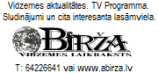 Vidzemes aktualitātes. TV Programma.
Sludinājumi un cita interesanta lasāmviela.
BIRŽA
VIDZEMES LAIKRAKSTS
T: 64226641 vai www.abirza.lv